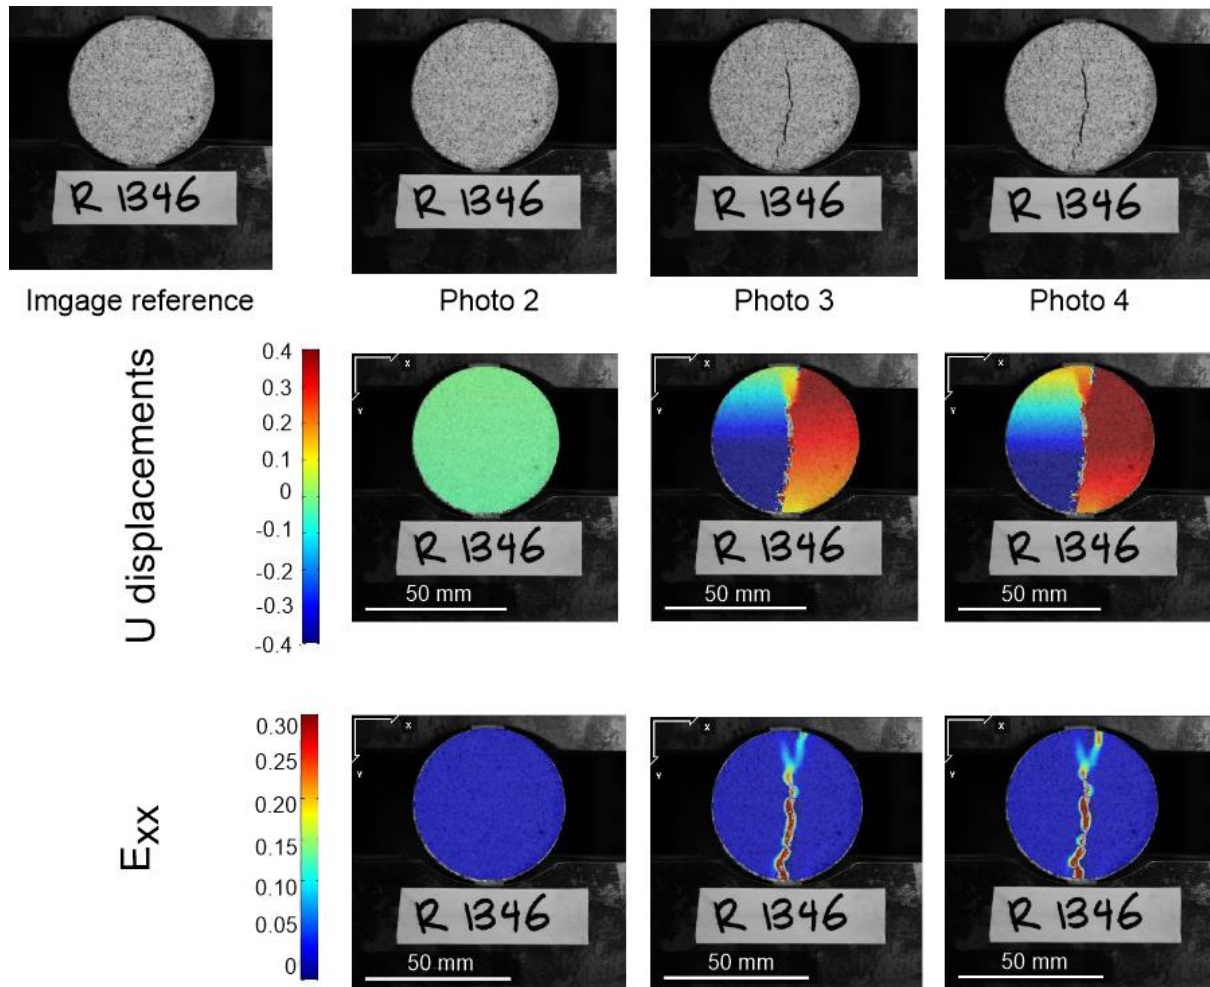 R 1346
R 1346
R 1346
R 1346
Imgage reference
Photo 2
Photo 3
Photo 4
U displacements
0.4
0.3
0.2
0.1
0
-0.1
-0.2
-0.3
-0.4
X
Y
R 1346
50 mm
X
Y
R 1346
50 mm
X
Y
R 1346
50 mm
Exx
0.30
0.25
0.20
0.15
0.10
0.05
0
X
Y
R 1346
50 mm
X
Y
R 1346
50 mm
X
Y
R 1346
50 mm